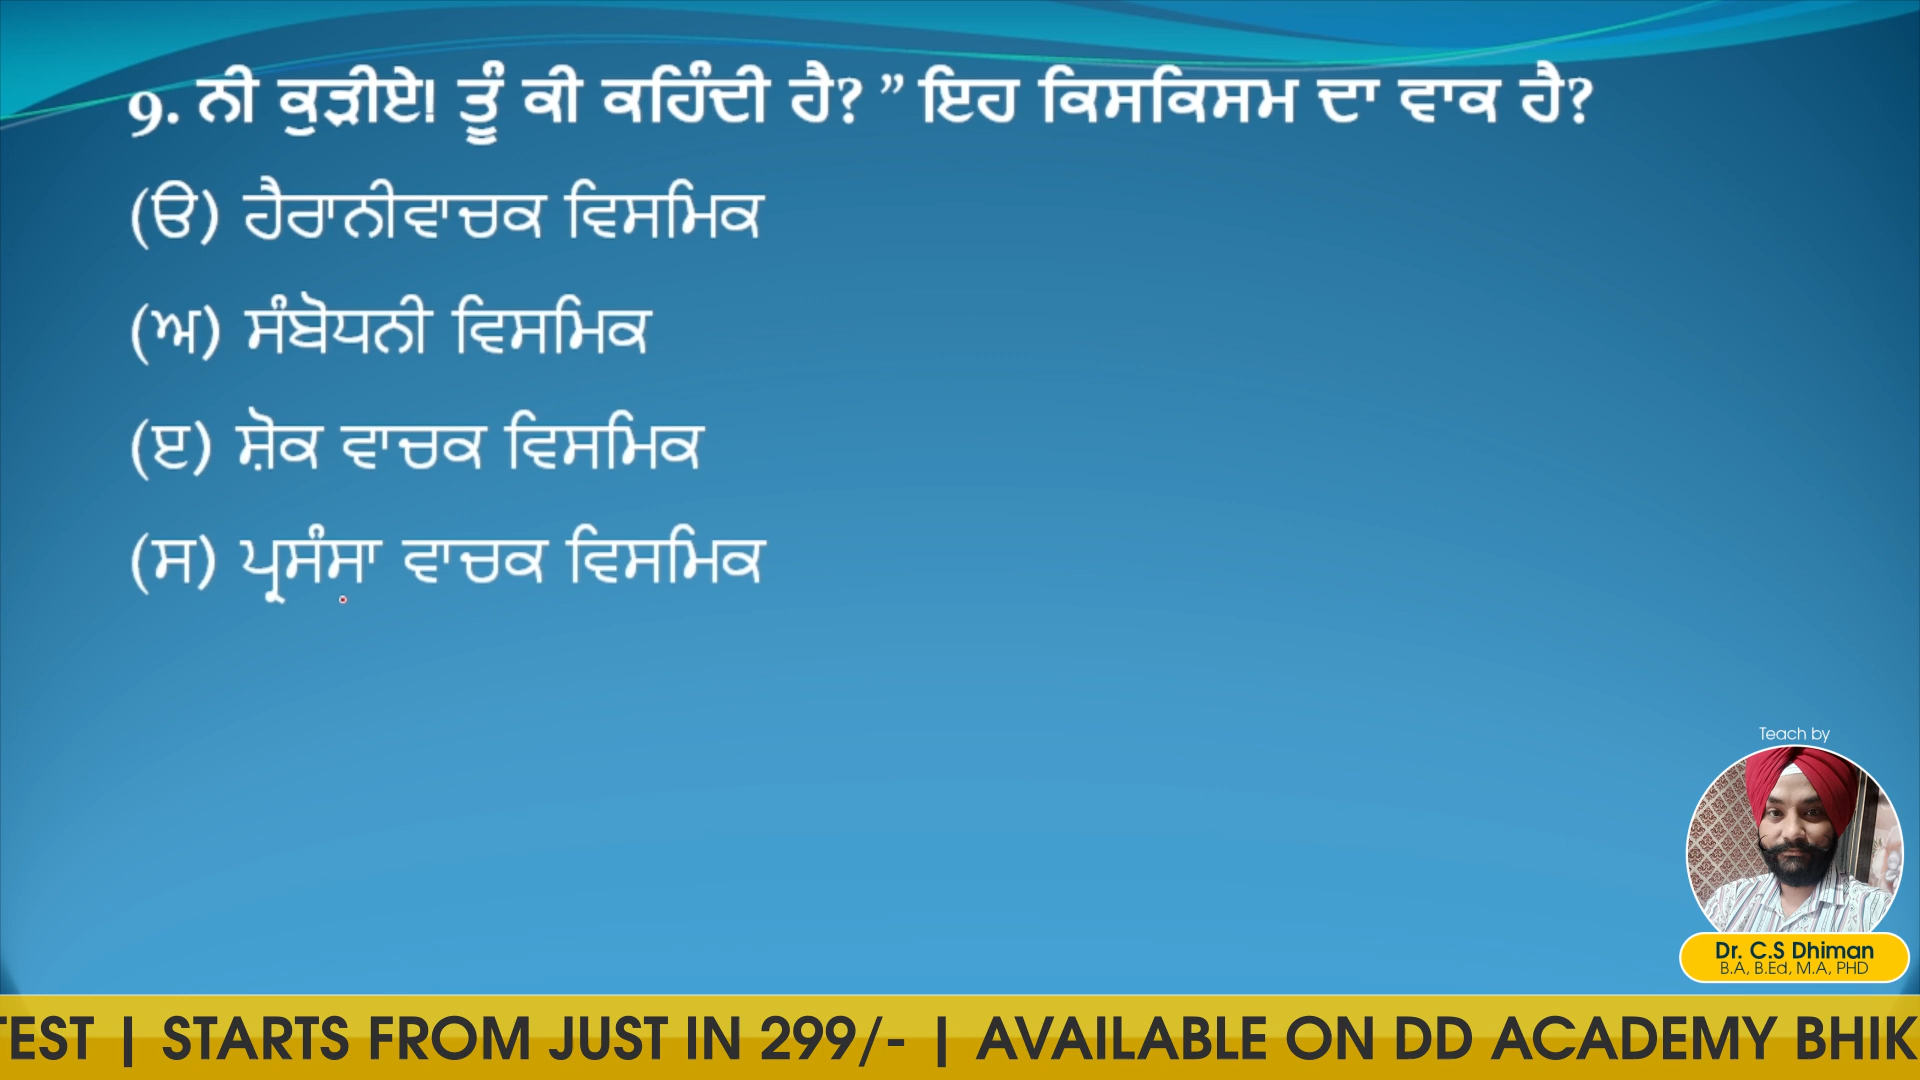 9. ਨੀ ਕੁੜੀਏ! ਤੂੰ ਕੀ ਕਹਿੰਦੀ ਹੈ? ” ਇਹ ਕਿਸਕਿਸਮ ਦਾ ਵਾਕ ਹੈ?
(ੳ) ਹੈਰਾਨੀਵਾਚਕ ਵਿਸਮਿਕ
(ਅ) ਸੰਬੋਧਨੀ ਵਿਸਮਿਕ
(ੲ) ਸ਼ੋਕ ਵਾਚਕ ਵਿਸਮਿਕ
(ਸ) ਪ੍ਰਸੰਸਾ ਵਾਚਕ ਵਿਸਮਿਕ
Teach by
Dr. C.S Dhiman
B.A, B.Ed, M.A, PHD
TEST | STARTS FROM JUST IN 299/- | AVAILABLE ON DD ACADEMY BHIK